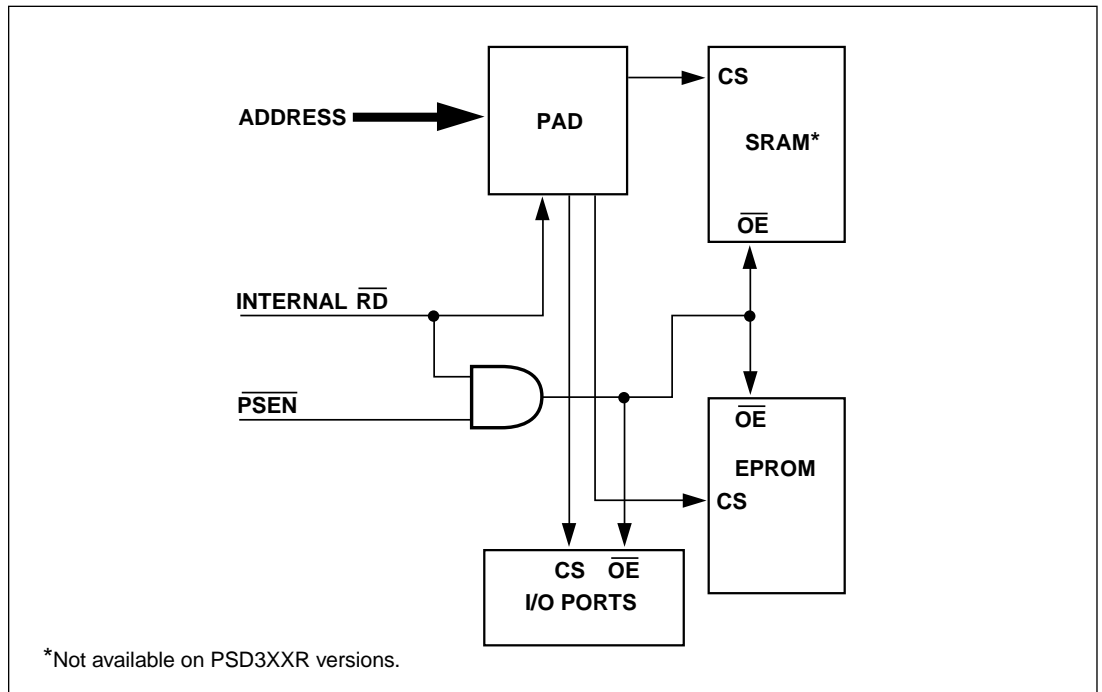 CS
ADDRESS
PAD
SRAM*
OE
INTERNAL RD
PSEN
OE
EPROM
CS
CS OE
I/O PORTS
*Not available on PSD3XXR versions.